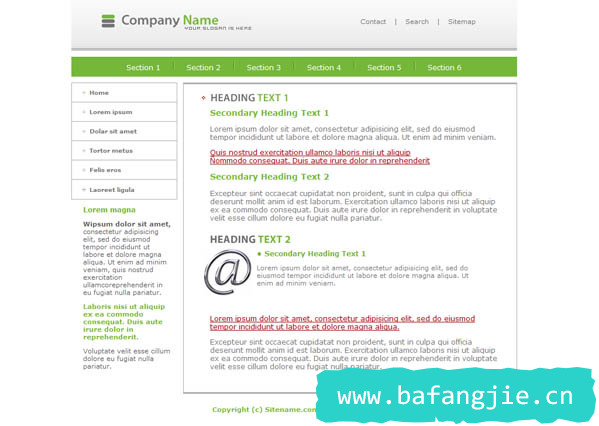 Company Name
YOUR SLOGAN IS HERE
Contact | Search | Sitemap
Section 1 Section 2 Section 3 Section 4 Section 5 Section 6
Home
Lorem ipsum
Dolar sit amet
Tortor metus
Felis eros
Laoreet ligula
Lorem magna
Wipsum dolor sit amet,
consectetur adipisicing
elit, sed do eiusmod
tempor incididunt ut
labore et dolore magna
aliqua. Ut enim ad minim
veniam, quis nostrud
exercitation
ullamcoreprehenderit in
eu fugiat nulla pariatur.
Laboris nisi ut aliquip
ex ea commodo
consequat. Duis aute
irure dolor in
reprehenderit.
Voluptate velit esse cillum
dolore eu fugiat nulla
pariatur.
HEADING TEXT 1
Secondary Heading Text 1
Lorem ipsum dolor sit amet, consectetur adipisicing elit, sed do eiusmod
tempor incididunt ut labore et dolore magna aliqua. Ut enim ad minim veniam.
Quis nostrud exercitation ullamco laboris nisi ut aliquip
Nommodo consequat. Duis aute irure dolor in reprehenderit
Secondary Heading Text 2
Excepteur sint occaecat cupidatat non proident, sunt in culpa qui officia
deserunt mollit anim id est laborum. Exercitation ullamco laboris nisi ut aliquip
ex ea commodo consequat. Duis aute irure dolor in reprehenderit in voluptate
velit esse cillum dolore eu fugiat nulla pariatur.
HEADING TEXT 2
@
Secondary Heading Text 1
Lorem ipsum dolor sit amet, consectetur adipisicing elit, sed do eiusmod
tempor incididunt ut labore et dolore magna aliqua. Ut enim ad minim
veniam.
Lorem ipsum dolor sit amet, consectetur adipisicing elit, sed do eiusmod
tempor incididunt ut labore et dolore magna aliqua.
Excepteur sint occaecat cupidatat non proident, sunt in culpa qui officia
deserunt mollit anim id est laborum. Exercitation ullamco laboris nisi ut aliquip
ex ea commodo consequat. Duis aute irure dolor in reprehenderit in voluptate
velit esse cillum dolore eu fugiat nulla
Copyright (c) Sitename.com
www.bafangjie.cn